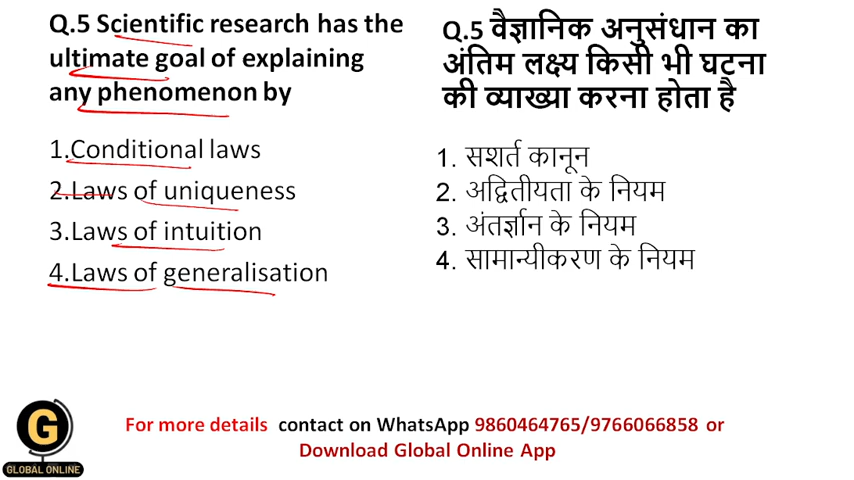 Q.5 Scientific research has the
ultimate goal of explaining
any phenomenon by
1.Conditional laws
2.Laws of uniqueness
3.Laws of intuition
4.Laws of generalisation
Q.5 वैज्ञानिक अनुसंधान का
अंतिम लक्ष्य किसी भी घटना
की व्याख्या करना होता है
1. सशर्त कानून
2. अद्वितीयता के नियम
3. अंतर्ज्ञान के नियम
4. सामान्यीकरण के नियम
G
GLOBAL ONLINE
For more details contact on WhatsApp 9860464765/9766066858 or
Download Global Online App